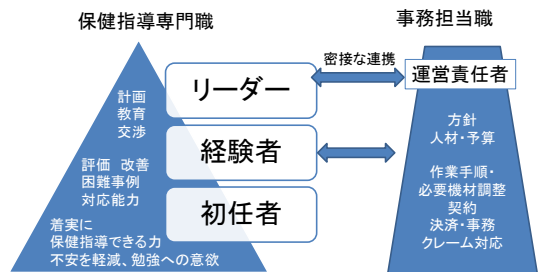 保健指導専門職
事務担当職
密接な連携
リーダー
運営責任者
計画
教育
交渉
経験者
評価 改善
困難事例
対応能力
初任者
着実に
保健指導できる力
不安を軽減、勉強への意欲
方針
人材・予算
作業手順・
必要機材調整
契約
決済・事務
クレーム対応